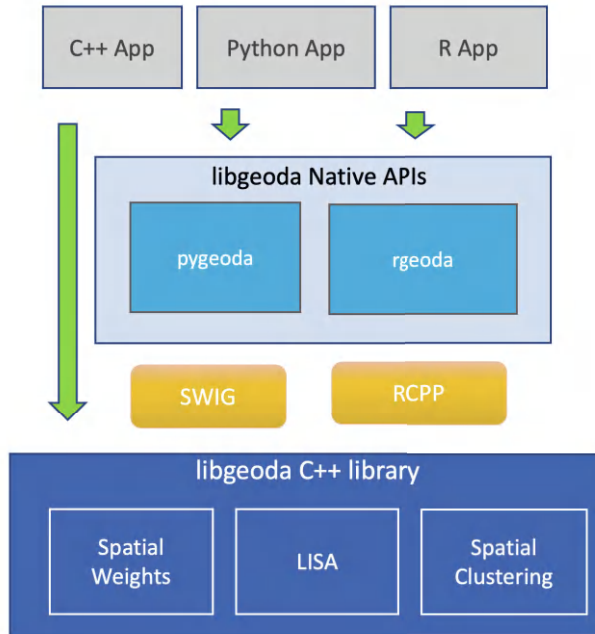 C++ App
Python App
R App
libgeoda Native APIs
pygeoda
rgeoda
SWIG
RCPP
libgeoda C++ library
Spatial
Weights
LISA
Spatial
Clustering